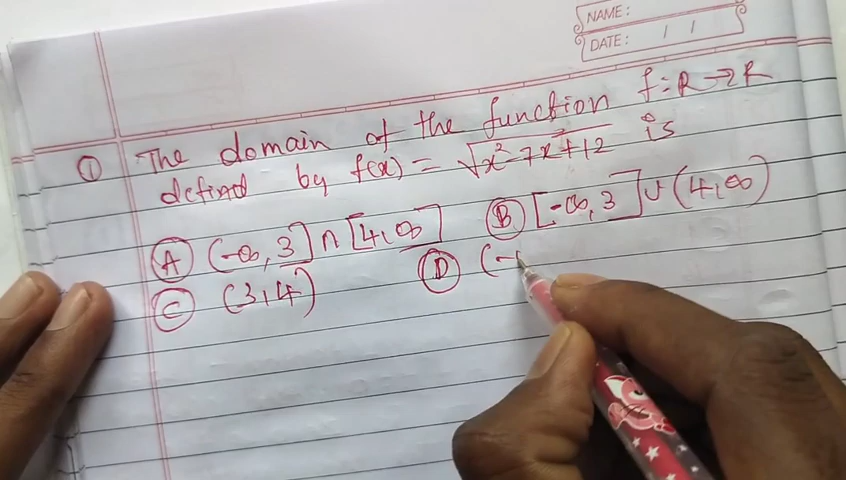 NAME:
DATE: / /
① The domain of the function f:R→R
defind by f(x) = √x²-7x+12 is
Ⓐ (-∞, 3] ∩ [4, ∞] Ⓑ [-∞, 3] ∪ (4, ∞)
Ⓒ (3, 4) Ⓓ (-